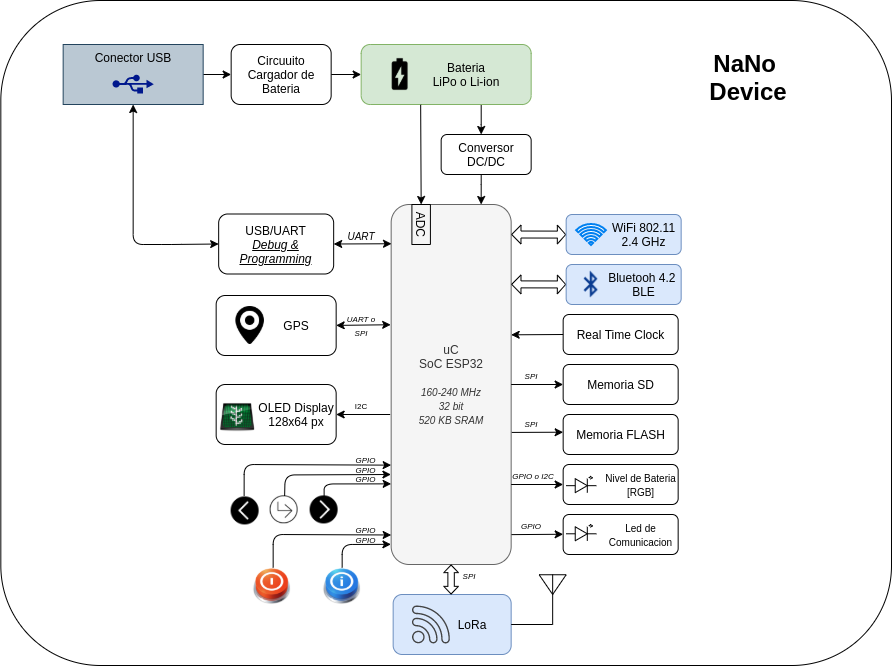 NaNo
Device
Conector USB
Circuuito
Cargador de
Bateria
Bateria
LiPo o Li-ion
Conversor
DC/DC
ADC
USB/UART
Debug &
Programming
UART
WiFi 802.11
2.4 GHz
Bluetooh 4.2
BLE
GPS
UART o
SPI
Real Time Clock
uC
SoC ESP32
160-240 MHz
32 bit
520 KB SRAM
SPI
Memoria SD
OLED Display
128x64 px
I2C
SPI
Memoria FLASH
GPIO
GPIO
GPIO
GPIO o I2C
Nivel de Bateria
[RGB]
GPIO
GPIO
GPIO
Led de
Comunicacion
SPI
LoRa